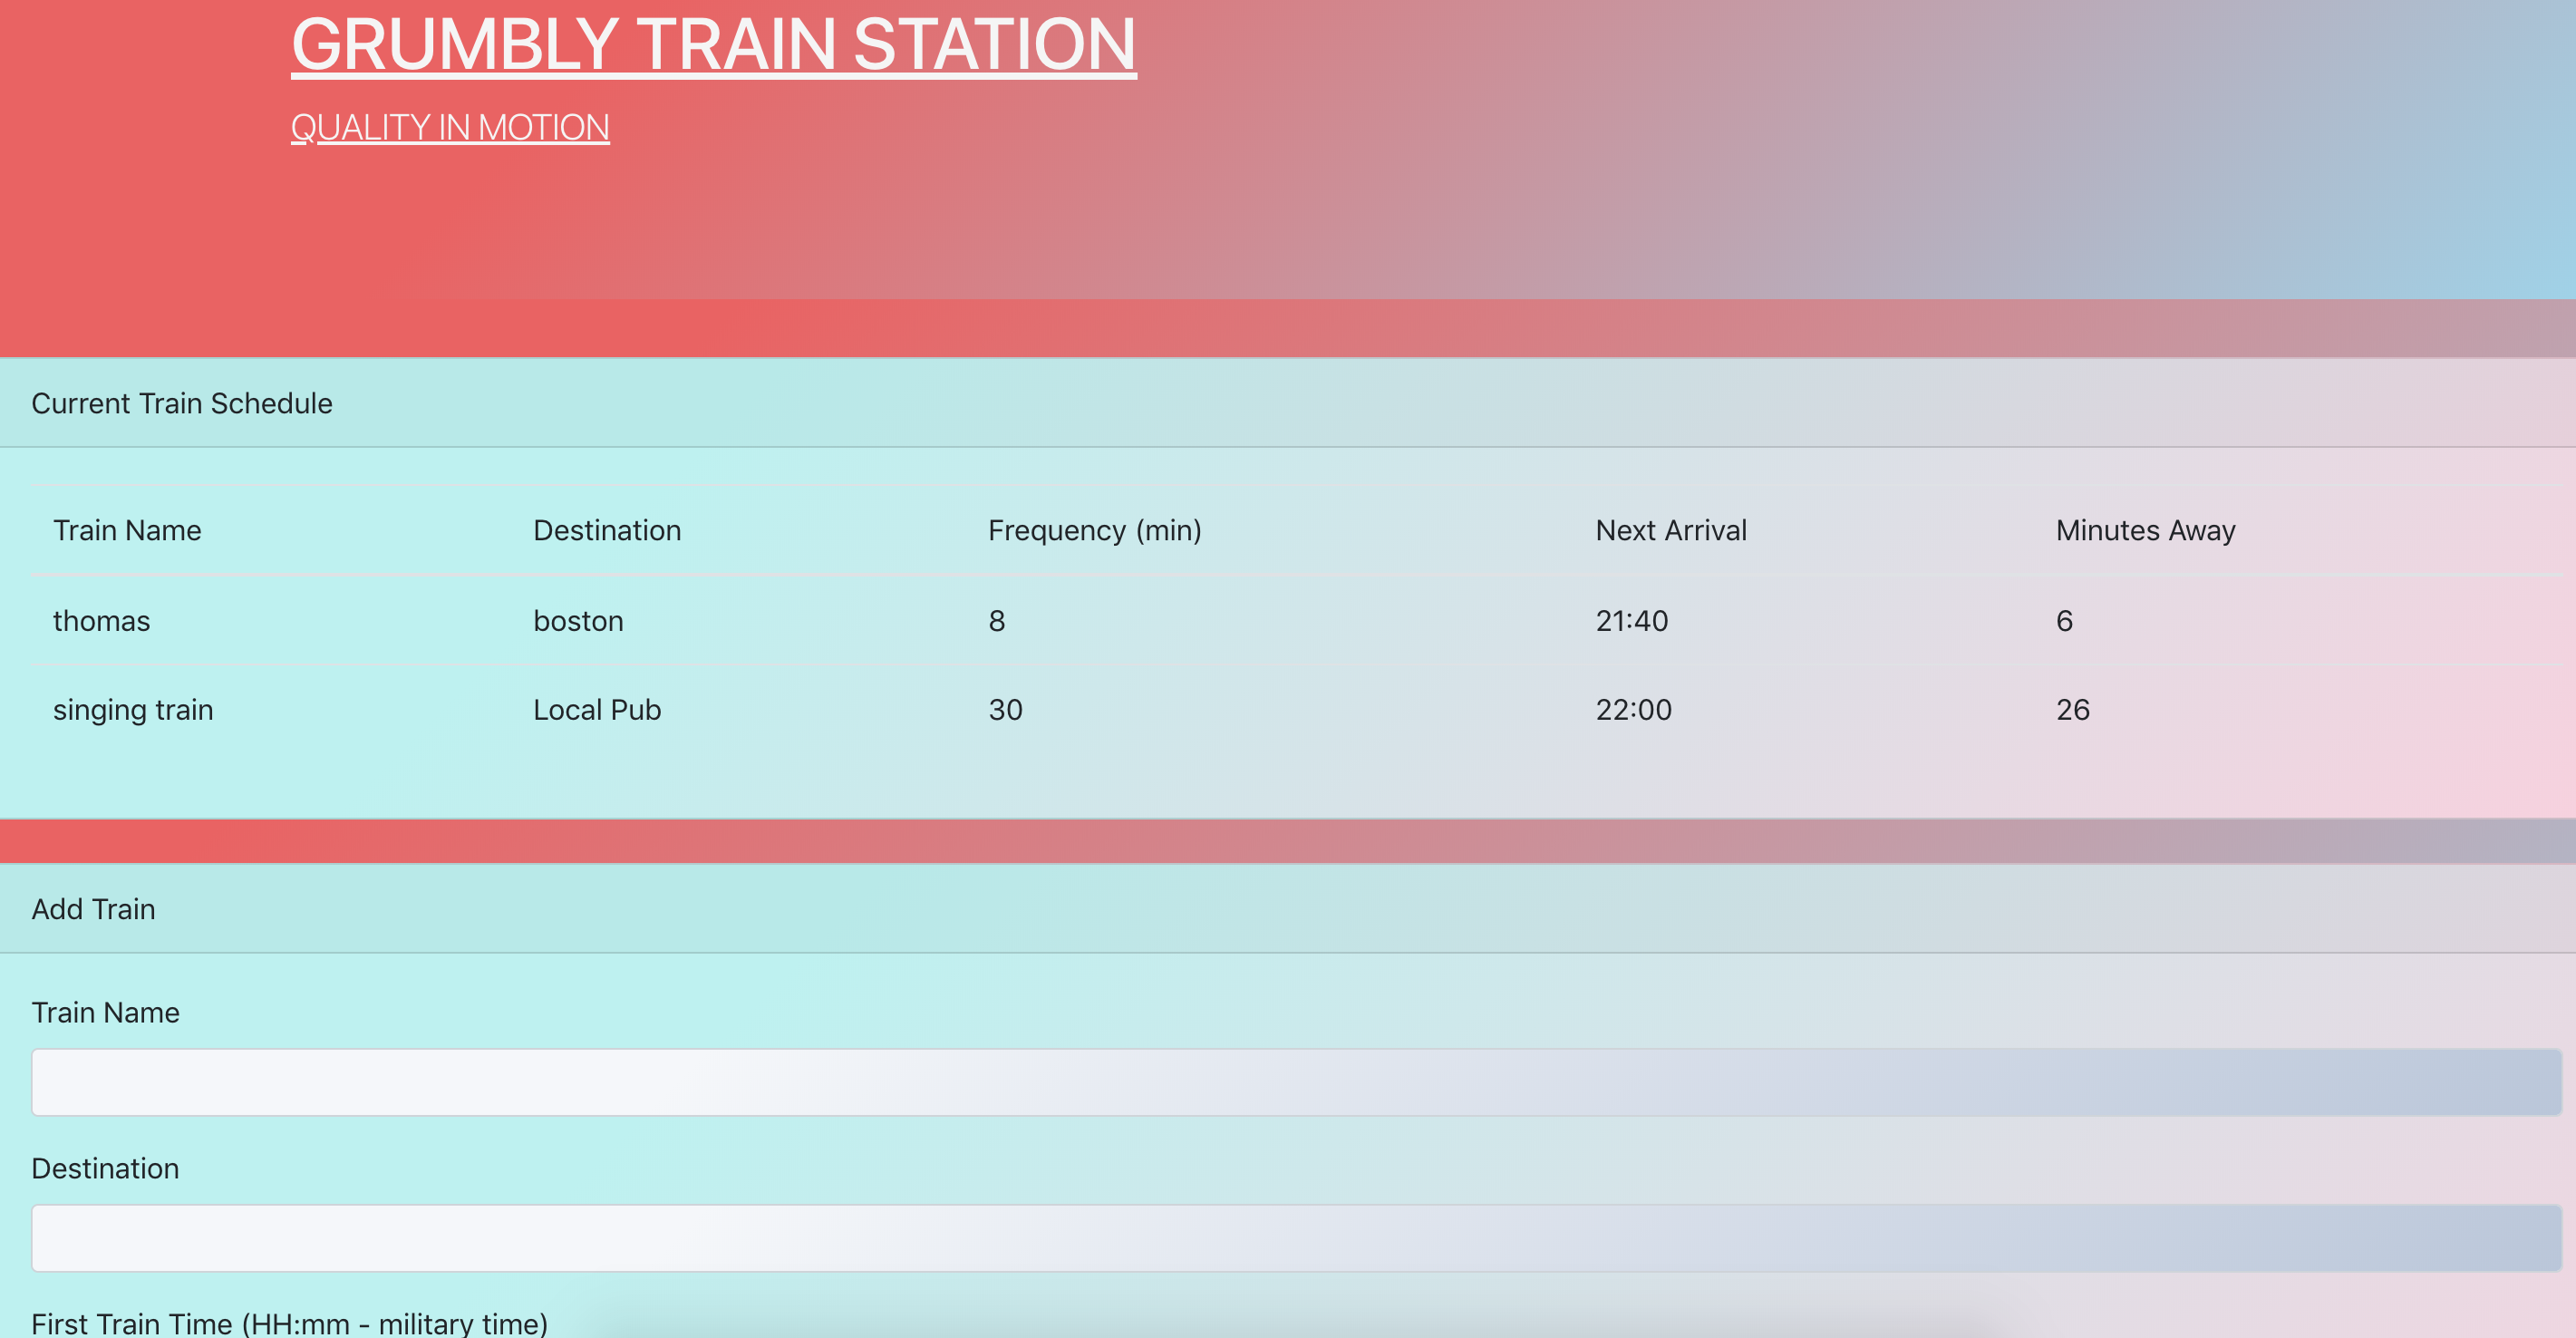 GRUMBLY TRAIN STATION
QUALITY IN MOTION
Current Train Schedule
Train Name Destination Frequency (min) Next Arrival Minutes Away
thomas boston 8 21:40 6
singing train Local Pub 30 22:00 26
Add Train
Train Name
Destination
First Train Time (HH:mm - military time)